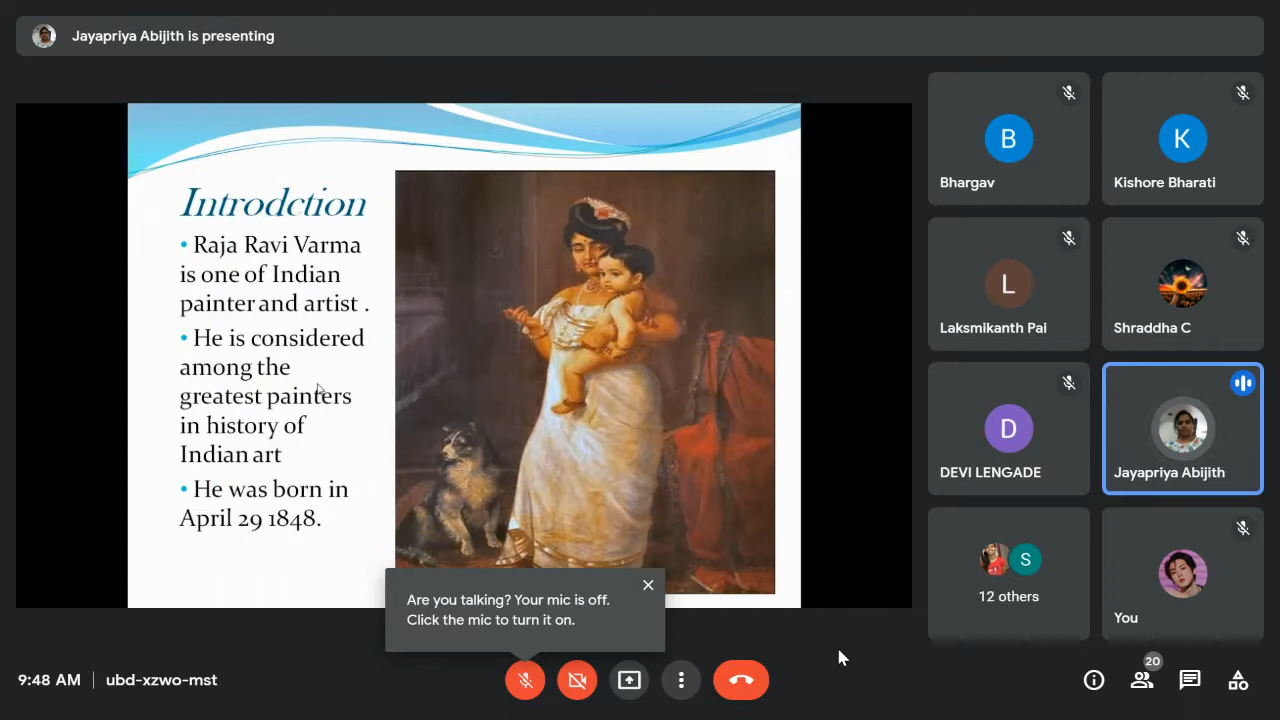 Jayapriya Abijith is presenting
Introdction
• Raja Ravi Varma
is one of Indian
painter and artist .
• He is considered
among the
greatest painters
in history of
Indian art
• He was born in
April 29 1848.
B
Bhargav
K
Kishore Bharati
L
Laksmikanth Pai
Shraddha C
D
DEVI LENGADE
Jayapriya Abijith
S
12 others
You
Are you talking? Your mic is off.
Click the mic to turn it on.
9:48 AM | ubd-xzwo-mst
20